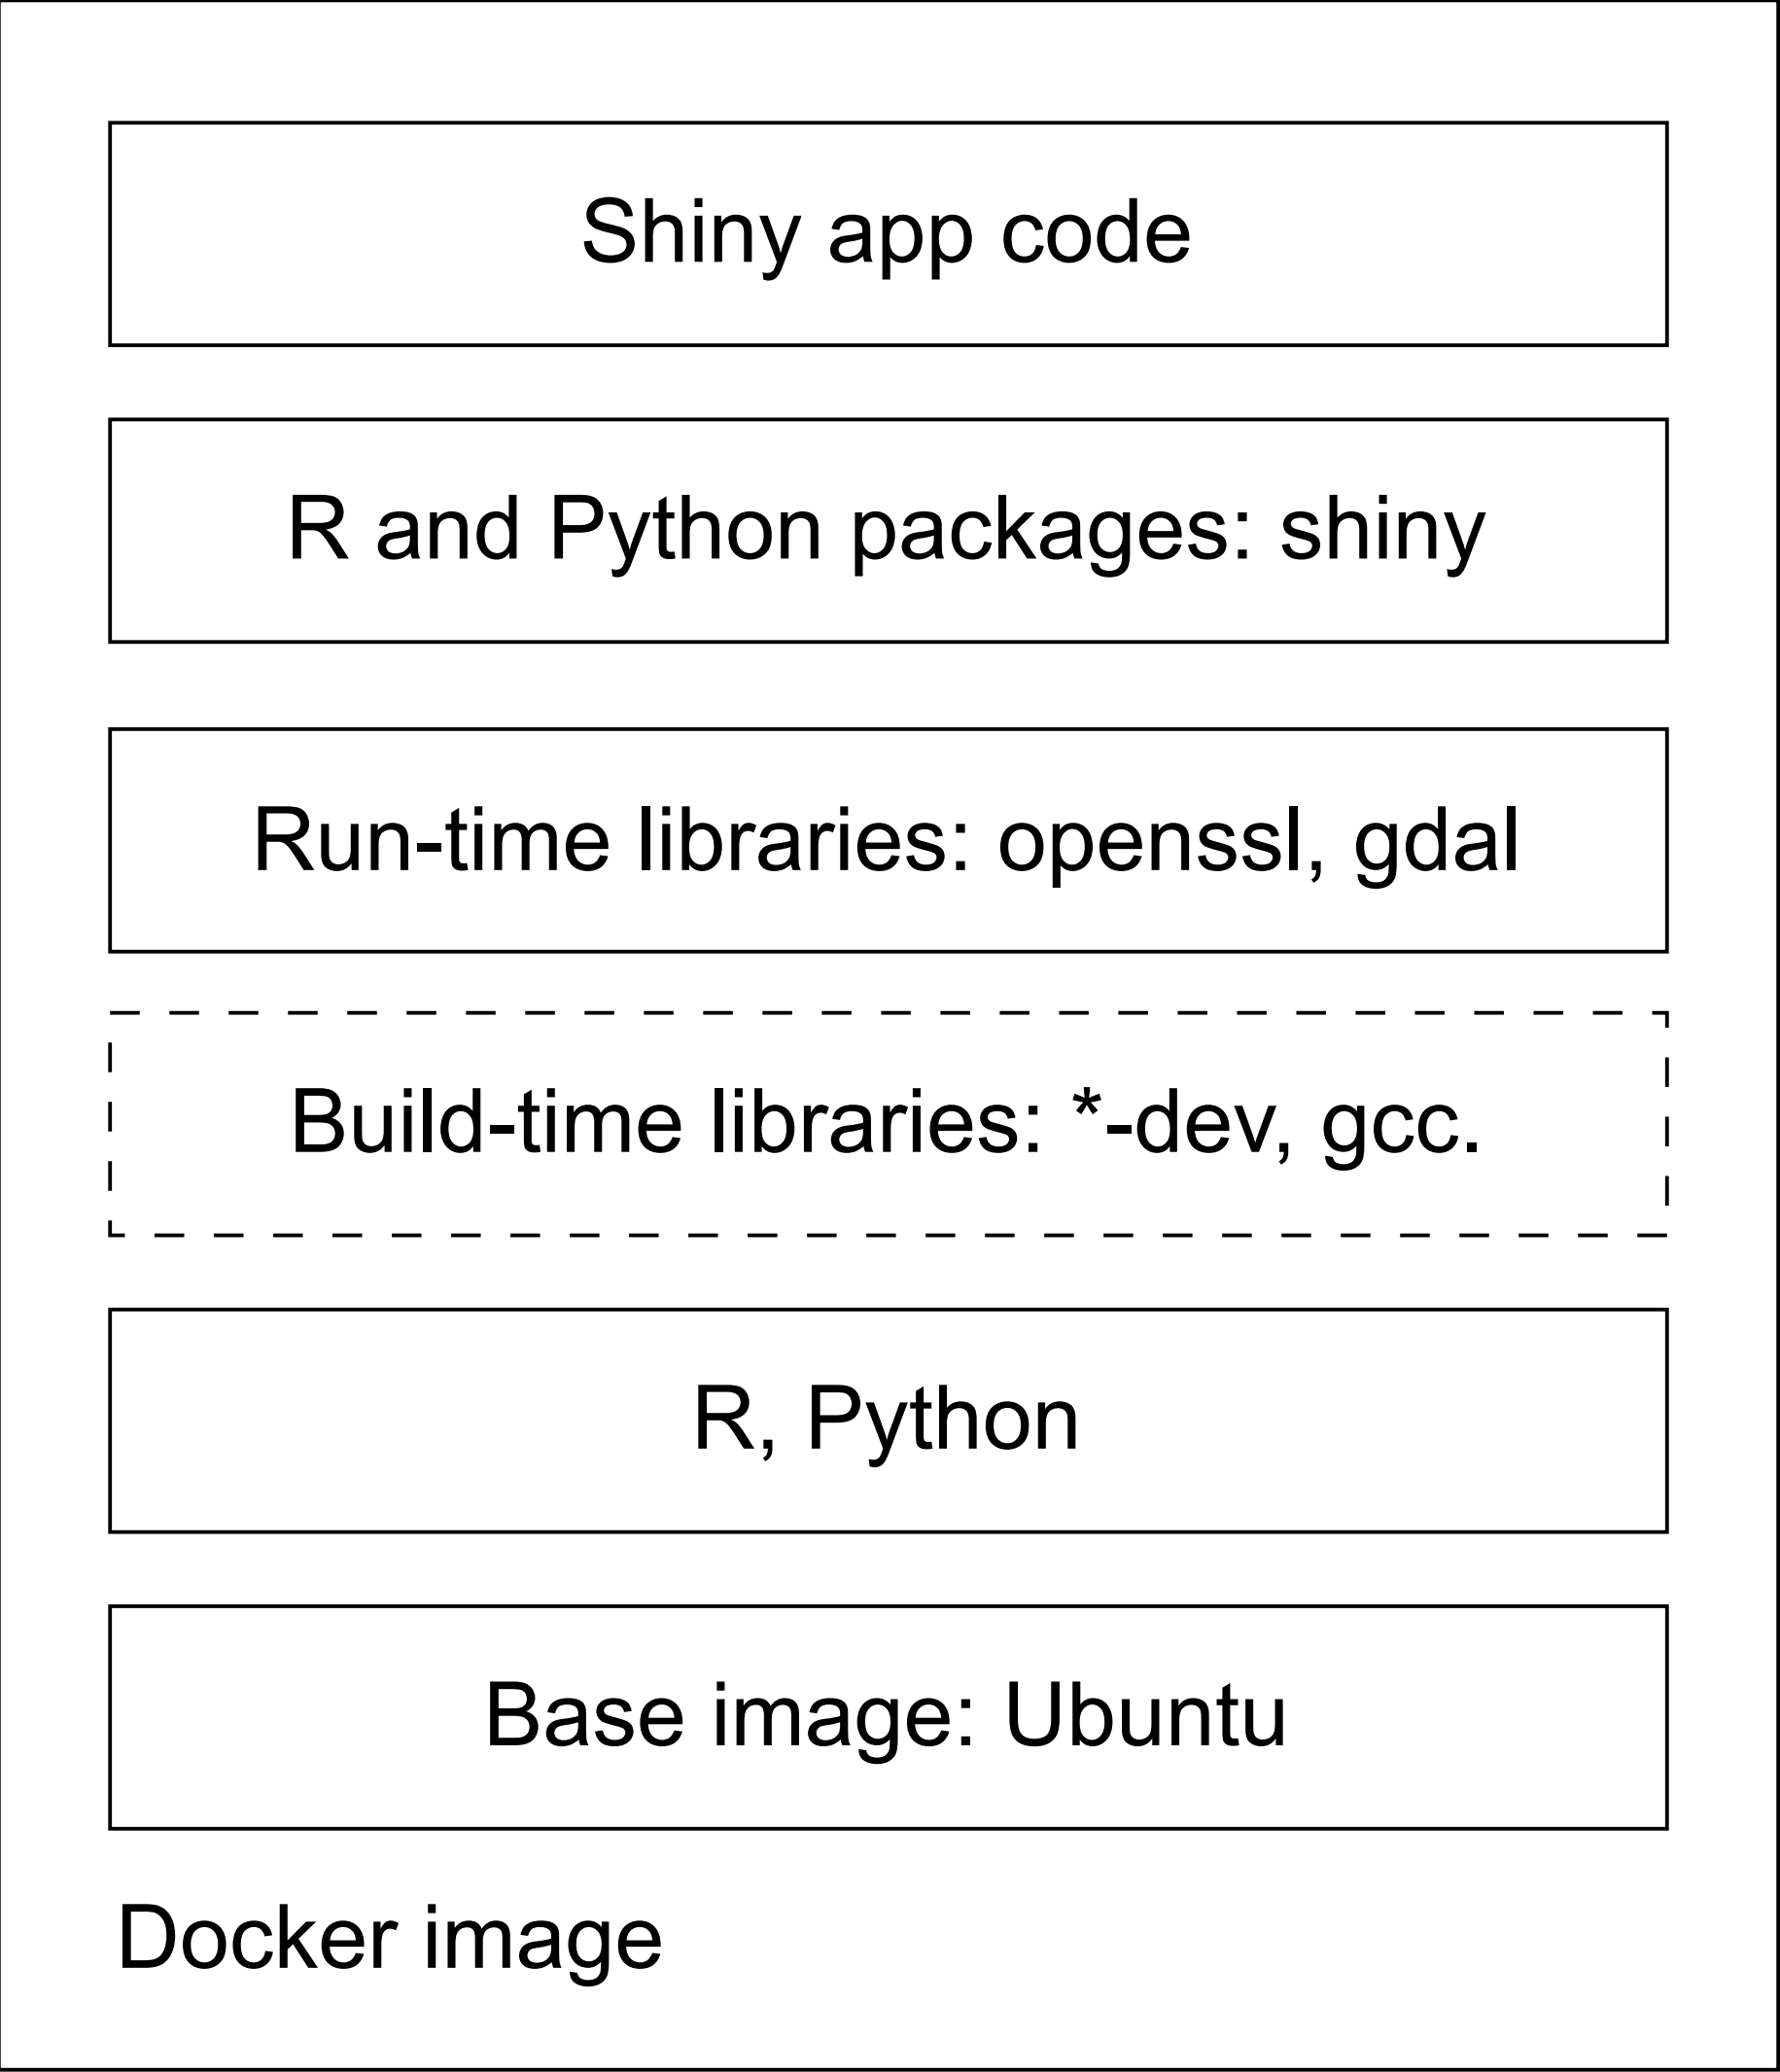 Shiny app code
R and Python packages: shiny
Run-time libraries: openssl, gdal
Build-time libraries: *-dev, gcc.
R, Python
Base image: Ubuntu
Docker image